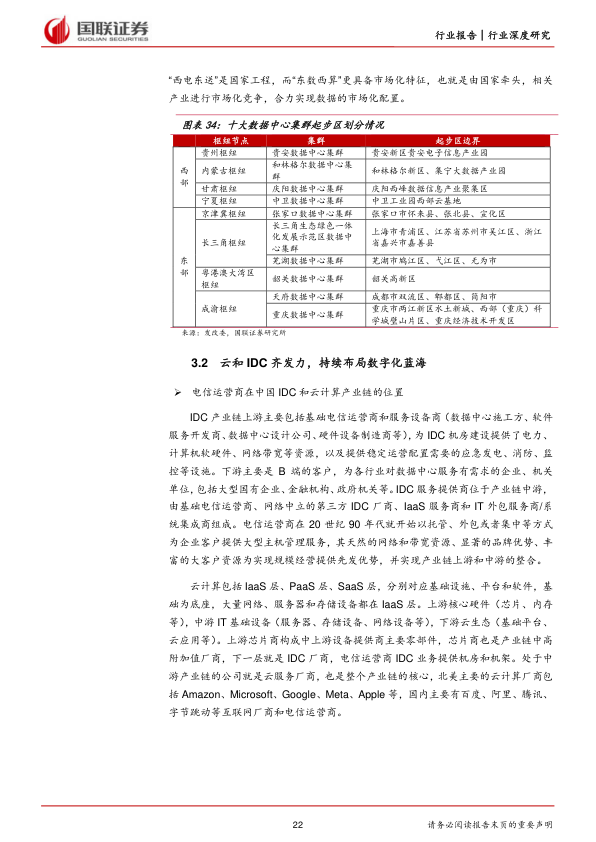 国联证券
GUOLIAN SECURITIES
行业报告│行业深度研究
“西电东送”是国家工程，而“东数西算”更具备市场化特征，也就是由国家牵头，相关
产业进行市场化竞争，合力实现数据的市场化配置。
图表 34：十大数据中心集群起步区划分情况
枢纽节点 集群 起步区边界
西部
贵州枢纽 贵安数据中心集群 贵安新区贵安电子信息产业园
内蒙古枢纽 和林格尔数据中心集群 和林格尔新区、集宁大数据产业园
甘肃枢纽 庆阳数据中心集群 庆阳西峰数据信息产业聚集区
宁夏枢纽 中卫数据中心集群 中卫工业园西部云基地
东部
京津冀枢纽 张家口数据中心集群 张家口市怀来县、张北县、宣化区
长三角枢纽 长三角生态绿色一体化发展示范区数据中心集群 上海市青浦区、江苏省苏州市吴江区、浙江省嘉兴市嘉善县
芜湖数据中心集群 芜湖市鸠江区、弋江区、无为市
粤港澳大湾区枢纽 韶关数据中心集群 韶关高新区
成渝枢纽 天府数据中心集群 成都市双流区、郫都区、简阳市
重庆数据中心集群 重庆市两江新区水土新城、西部（重庆）科学城璧山片区、重庆经济技术开发区
来源：发改委，国联证券研究所
3.2 云和 IDC 齐发力，持续布局数字化蓝海
➢ 电信运营商在中国 IDC 和云计算产业链的位置
IDC 产业链上游主要包括基础电信运营商和服务设备商（数据中心施工方、软件
服务开发商、数据中心设计公司、硬件设备制造商等），为 IDC 机房建设提供了电力、
计算机软硬件、网络带宽等资源，以及提供稳定运营配置需要的应急发电、消防、监
控等设施。下游主要是 B 端的客户，为各行业对数据中心服务有需求的企业、机关
单位，包括大型国有企业、金融机构、政府机关等。IDC 服务提供商位于产业链中游，
由基础电信运营商、网络中立的第三方 IDC 厂商、IaaS 服务商和 IT 外包服务商/系
统集成商组成。电信运营商在 20 世纪 90 年代就开始以托管、外包或者集中等方式
为企业客户提供大型主机管理服务，其天然的网络和带宽资源、显著的品牌优势、丰
富的大客户资源为实现规模经营提供先发优势，并实现产业链上游和中游的整合。
云计算包括 IaaS 层、PaaS 层、SaaS 层，分别对应基础设施、平台和软件，基
础为底座，大量网络、服务器和存储设备都在 IaaS 层。上游核心硬件（芯片、内存
等），中游 IT 基础设备（服务器、存储设备、网络设备等），下游云生态（基础平台、
云应用等）。上游芯片商构成中上游设备提供商主要零部件，芯片商也是产业链中高
附加值厂商，下一层就是 IDC 厂商，电信运营商 IDC 业务提供机房和机架。处于中
游产业链的公司就是云服务厂商，也是整个产业链的核心，北美主要的云计算厂商包
括 Amazon、Microsoft、Google、Meta、Apple 等，国内主要有百度、阿里、腾讯、
字节跳动等互联网厂商和电信运营商。
22
请务必阅读报告末页的重要声明